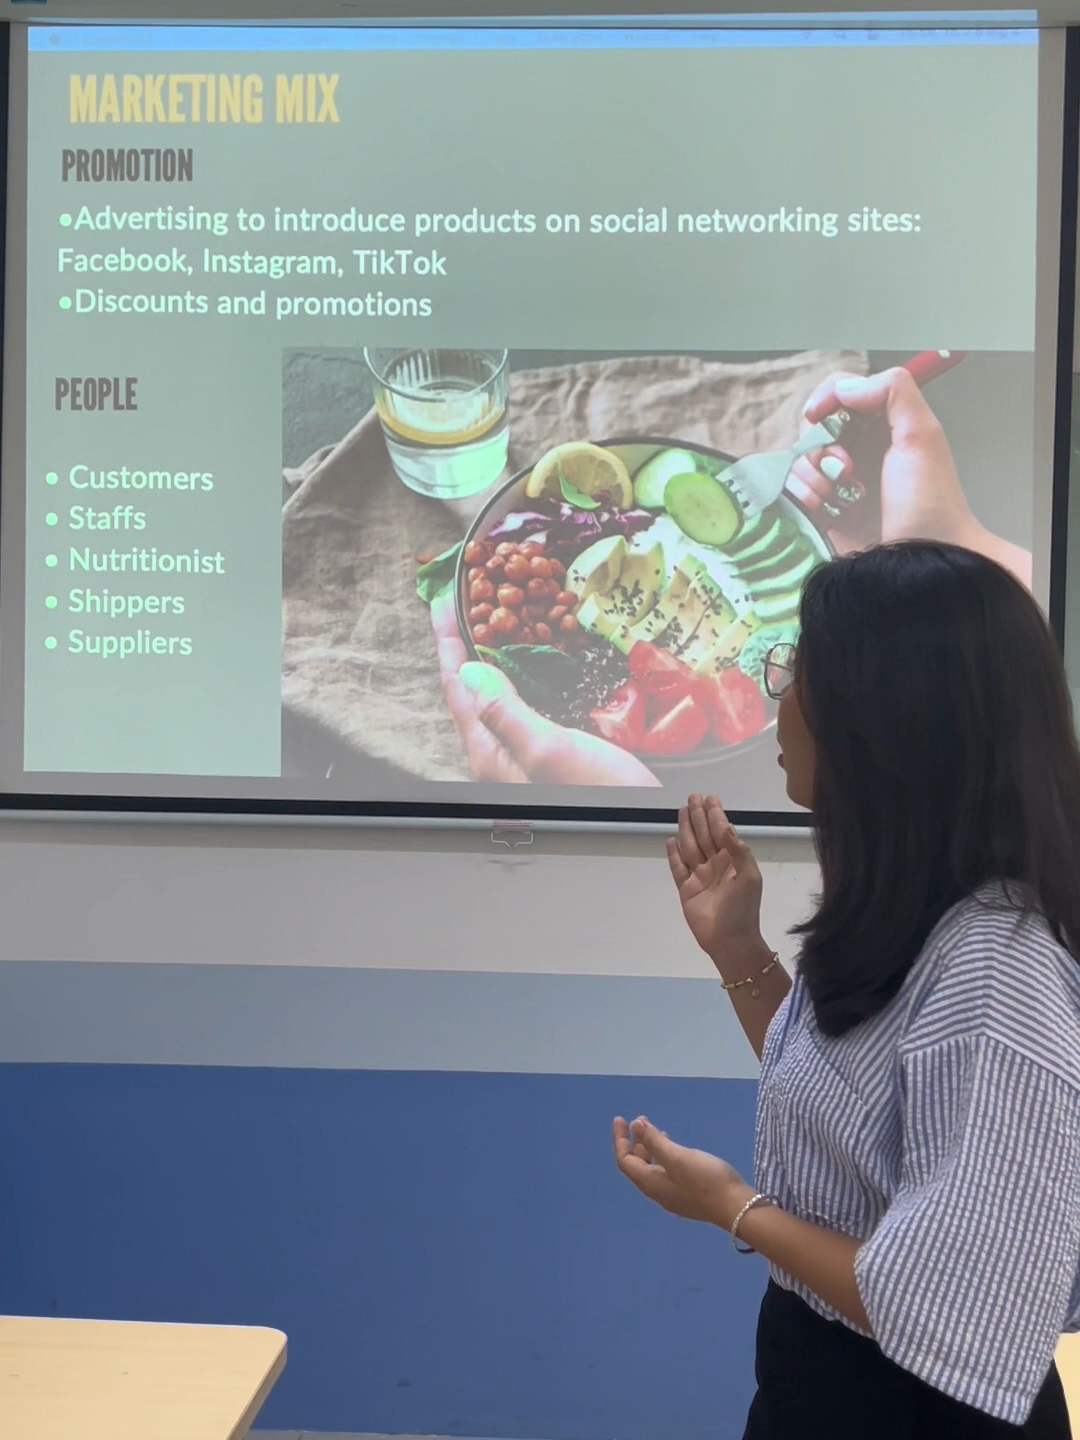 MARKETING MIX
PROMOTION
•Advertising to introduce products on social networking sites:
Facebook, Instagram, TikTok
•Discounts and promotions
PEOPLE
• Customers
• Staffs
• Nutritionist
• Shippers
• Suppliers